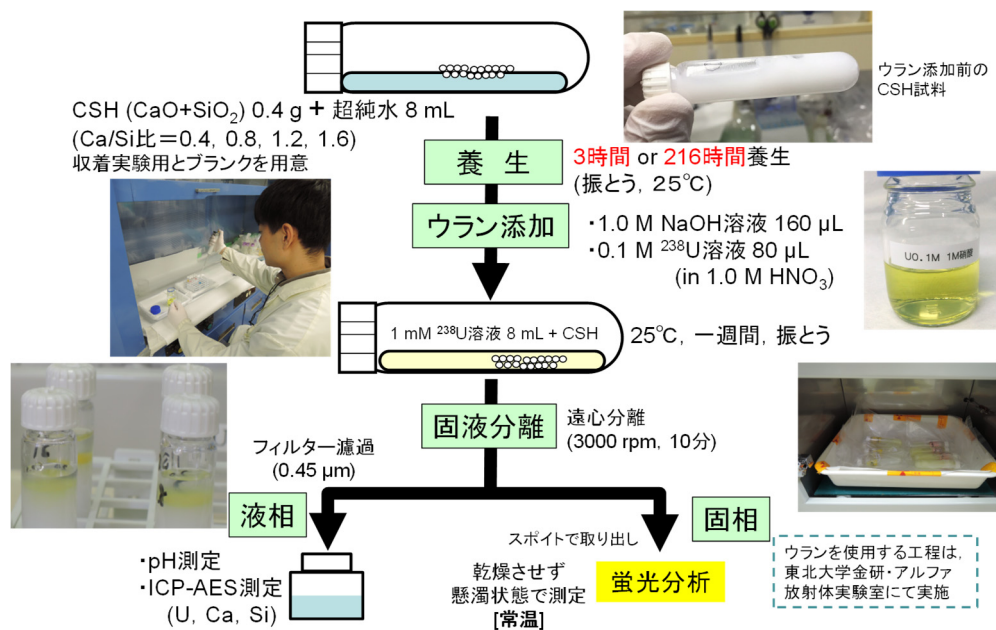 ウラン添加前の
CSH試料
CSH (CaO+SiO₂) 0.4 g + 超純水 8 mL
(Ca/Si比＝0.4, 0.8, 1.2, 1.6)
収着実験用とブランクを用意
養 生
3時間 or 216時間養生
(振とう, 25℃)
ウラン添加
・1.0 M NaOH溶液 160 μL
・0.1 M ²³⁸U溶液 80 μL
(in 1.0 M HNO₃)
U0.1M 1M硝酸
1 mM ²³⁸U溶液 8 mL + CSH
25℃, 一週間, 振とう
固液分離
遠心分離
(3000 rpm, 10分)
フィルター濾過
(0.45 μm)
液相
固相
・pH測定
・ICP-AES測定
(U, Ca, Si)
スポイトで取り出し
乾燥させず
懸濁状態で測定
[常温]
蛍光分析
ウランを使用する工程は,
東北大学金研・アルファ
放射体実験室にて実施